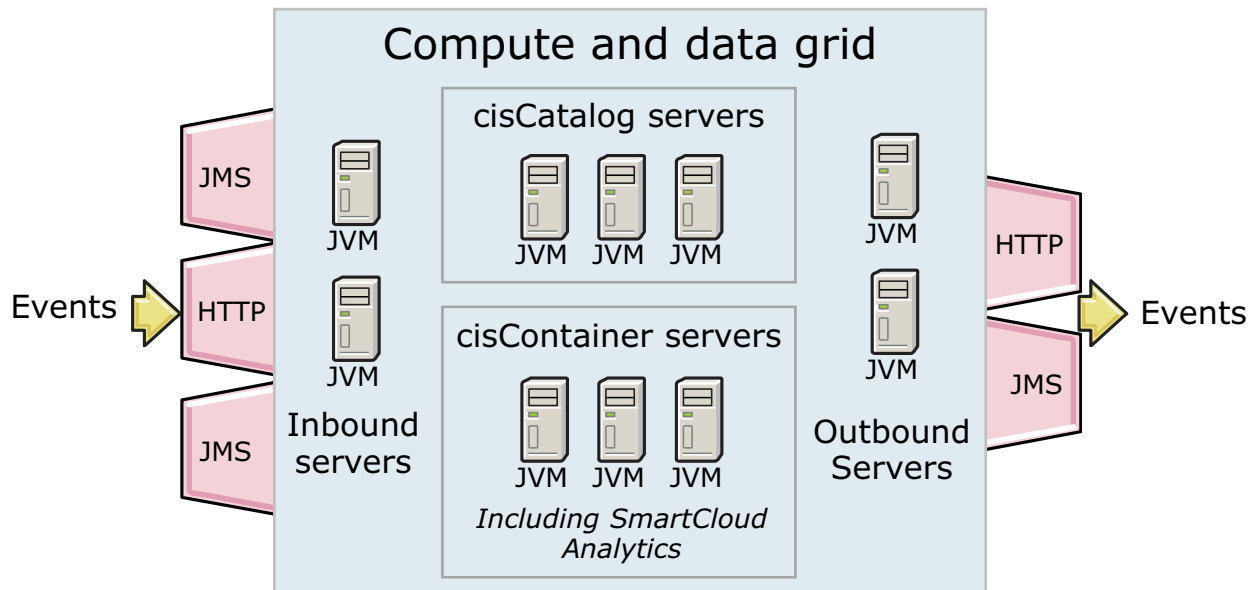 Compute and data grid
cisCatalog servers
JMS
JVM
JVM JVM JVM
JVM
HTTP
Events
HTTP
Events
cisContainer servers
JVM
JVM
JMS
JMS
Inbound
servers
JVM JVM JVM
Outbound
Servers
Including SmartCloud
Analytics